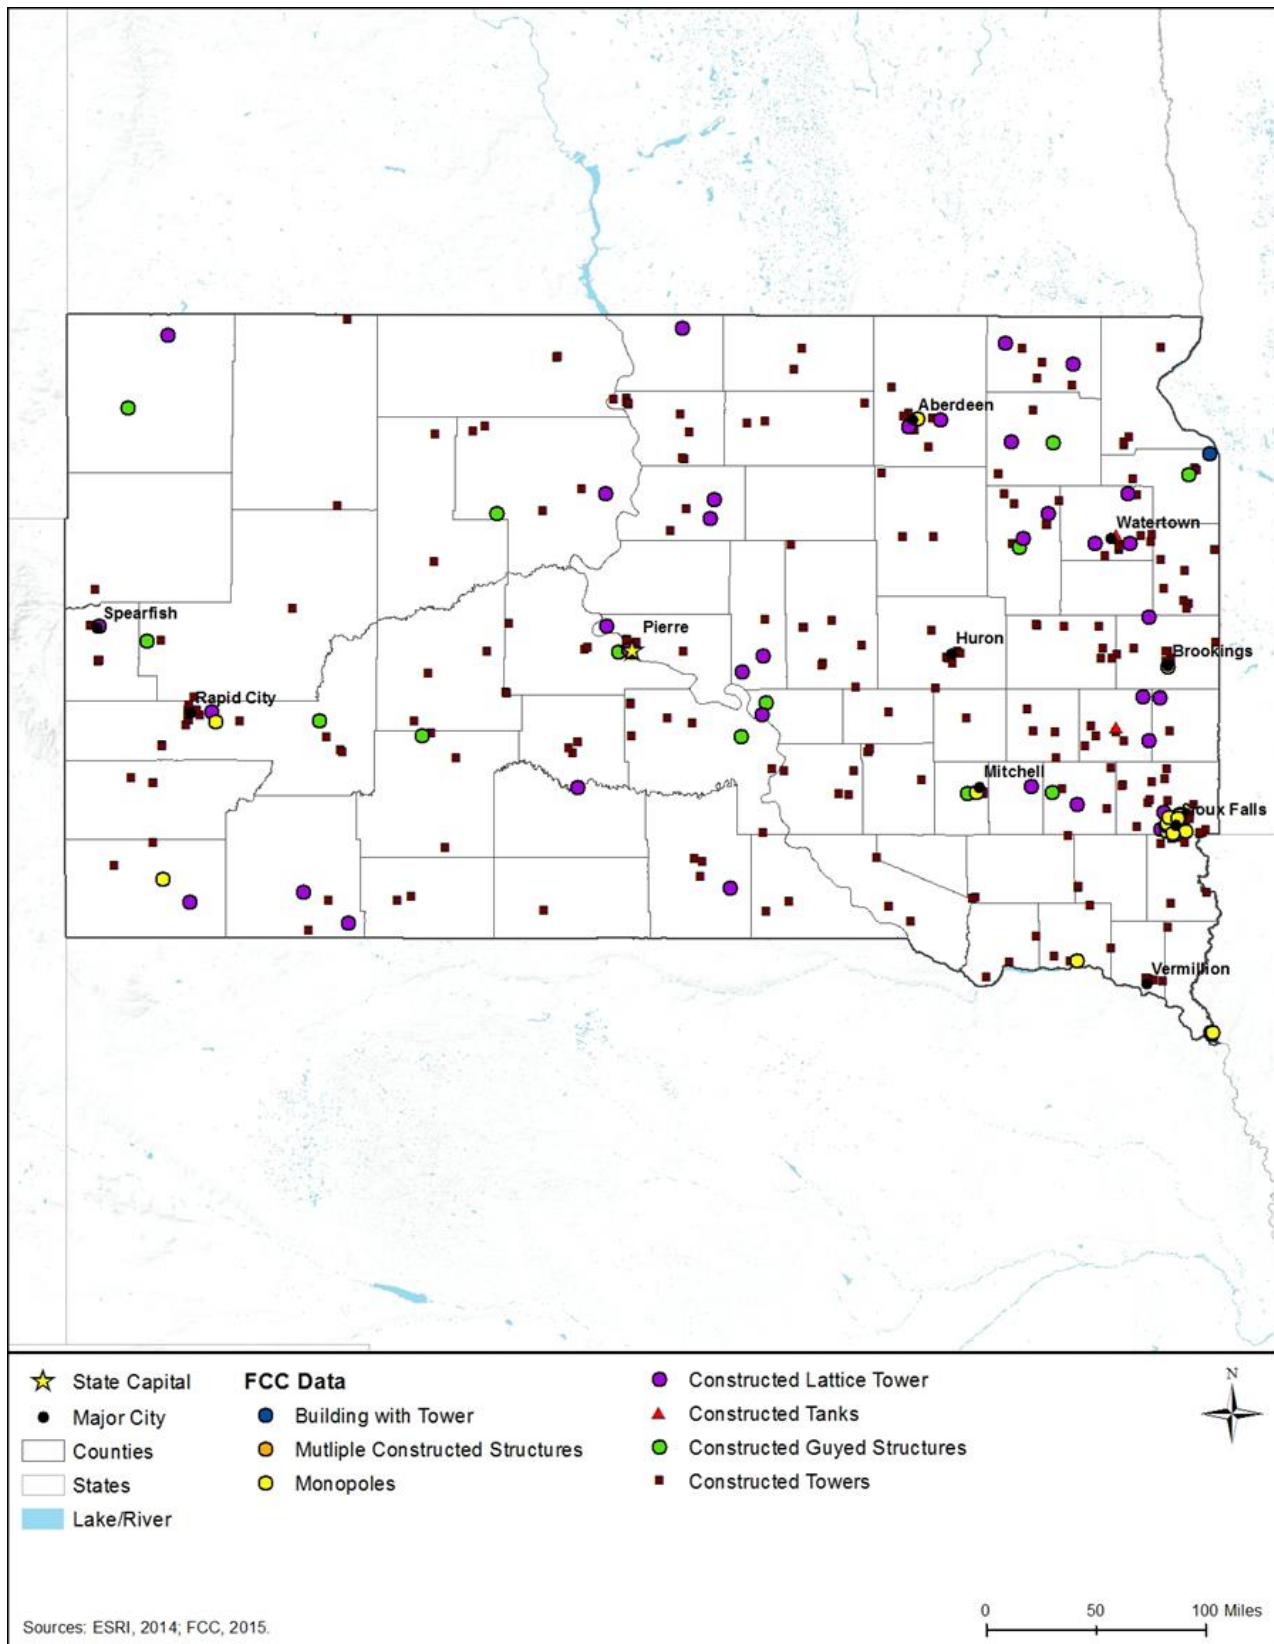 Aberdeen
Watertown
Spearfish
Pierre
Huron
Brookings
Rapid City
Mitchell
Sioux Falls
Vermillion
State Capital
Major City
Counties
States
Lake/River
FCC Data
Building with Tower
Mutliple Constructed Structures
Monopoles
Constructed Lattice Tower
Constructed Tanks
Constructed Guyed Structures
Constructed Towers
N
Sources: ESRI, 2014; FCC, 2015.
0 50 100 Miles